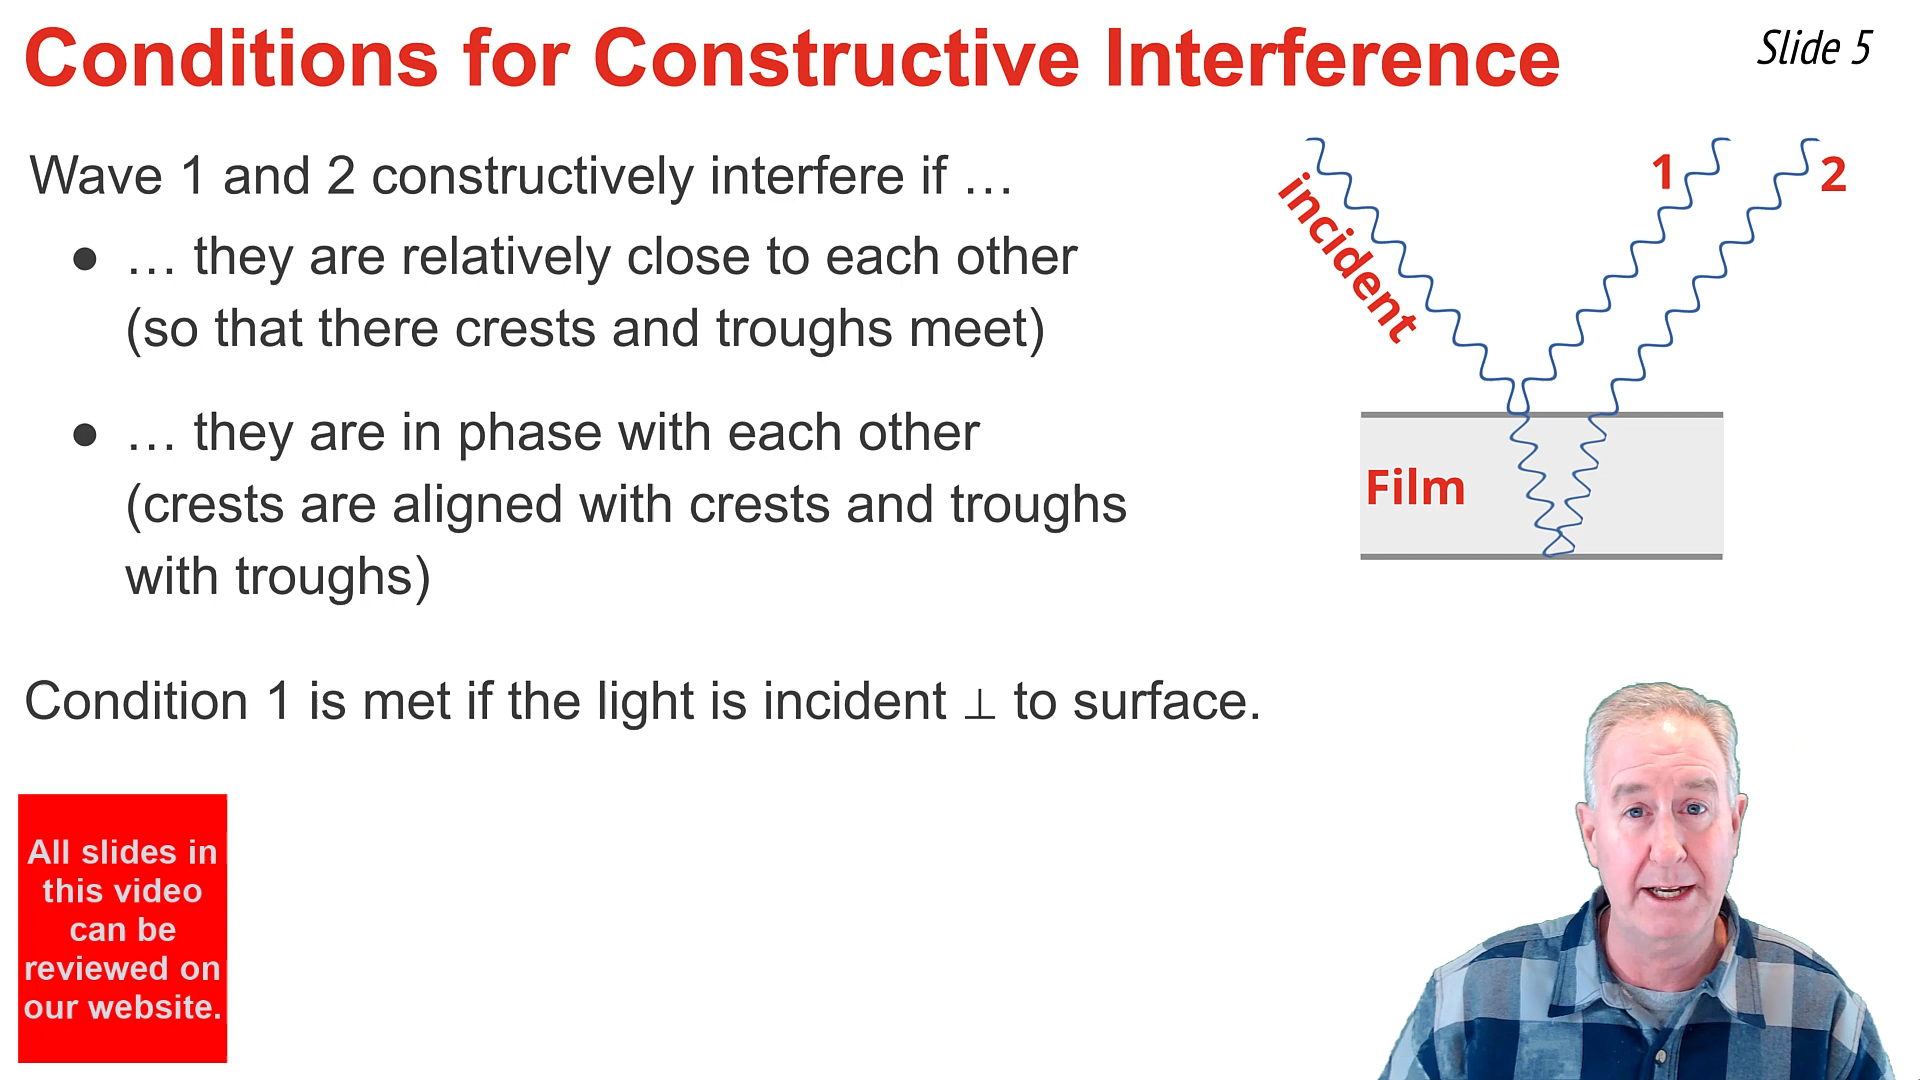 Conditions for Constructive Interference
Slide 5
Wave 1 and 2 constructively interfere if …
● … they are relatively close to each other
(so that there crests and troughs meet)
● … they are in phase with each other
(crests are aligned with crests and troughs
with troughs)
Condition 1 is met if the light is incident ⊥ to surface.
incident
1
2
Film
All slides in
this video
can be
reviewed on
our website.